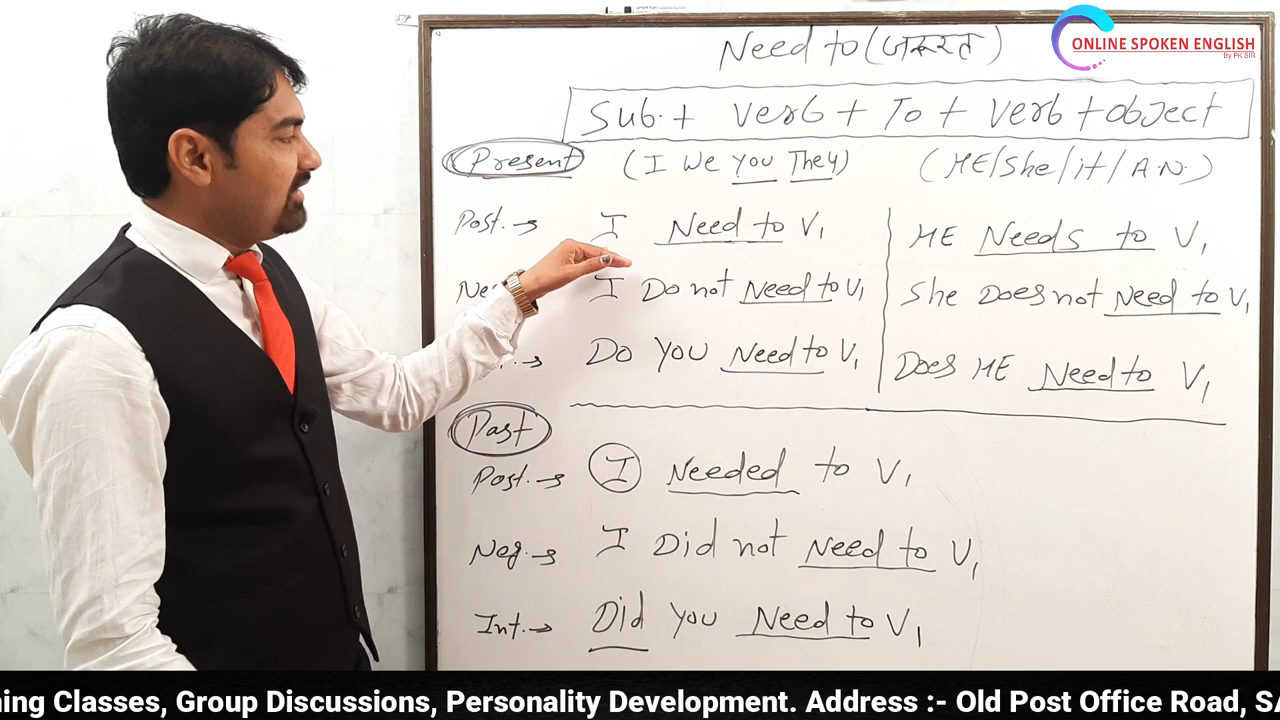 Need to (जरूरत)
ONLINE SPOKEN ENGLISH
By PK SIR
Sub. + Verb + To + Verb + object
Present (I We You They) (HE/She/it/A.N.)
Post. → I Need to V1 HE Needs to V1
I Do not Need to V1 She Does not Need to V1
Do You Need to V1 Does HE Need to V1
Past
Post. → I Needed to V1
Neg. → I Did not Need to V1
Int. → Did you Need to V1
ing Classes, Group Discussions, Personality Development. Address :- Old Post Office Road, SA